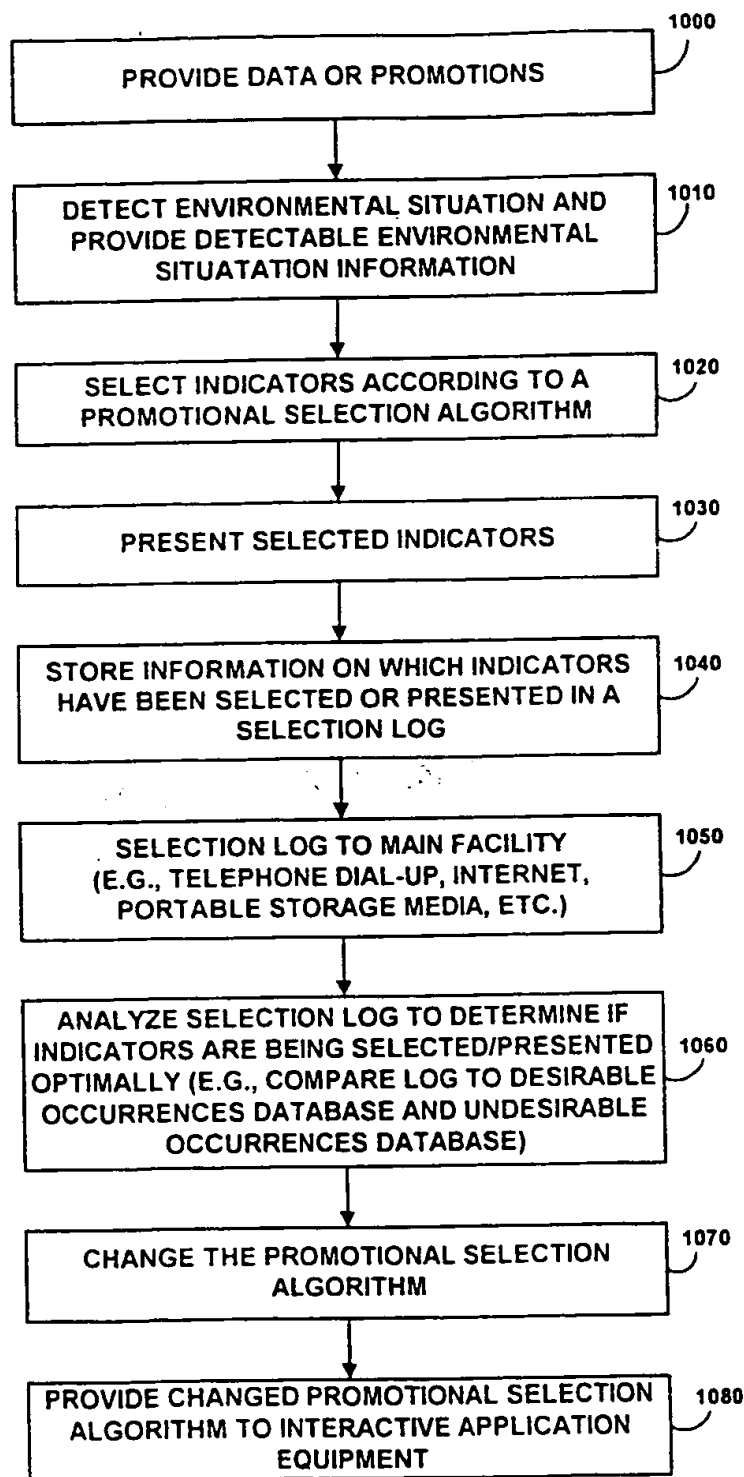 1000
PROVIDE DATA OR PROMOTIONS
1010
DETECT ENVIRONMENTAL SITUATION AND
PROVIDE DETECTABLE ENVIRONMENTAL
SITUATATION INFORMATION
1020
SELECT INDICATORS ACCORDING TO A
PROMOTIONAL SELECTION ALGORITHM
1030
PRESENT SELECTED INDICATORS
1040
STORE INFORMATION ON WHICH INDICATORS
HAVE BEEN SELECTED OR PRESENTED IN A
SELECTION LOG
1050
SELECTION LOG TO MAIN FACILITY
(E.G., TELEPHONE DIAL-UP, INTERNET,
PORTABLE STORAGE MEDIA, ETC.)
1060
ANALYZE SELECTION LOG TO DETERMINE IF
INDICATORS ARE BEING SELECTED/PRESENTED
OPTIMALLY (E.G., COMPARE LOG TO DESIRABLE
OCCURRENCES DATABASE AND UNDESIRABLE
OCCURRENCES DATABASE)
1070
CHANGE THE PROMOTIONAL SELECTION
ALGORITHM
1080
PROVIDE CHANGED PROMOTIONAL SELECTION
ALGORITHM TO INTERACTIVE APPLICATION
EQUIPMENT